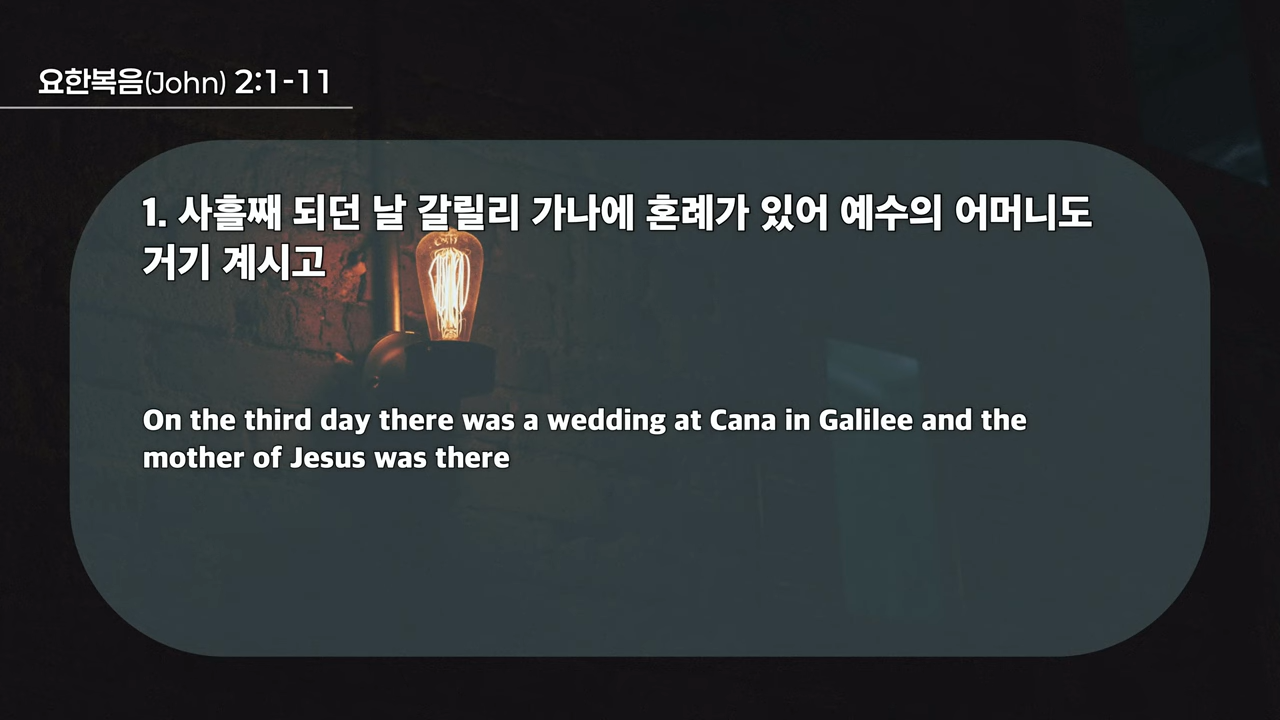 요한복음(John) 2:1-11
1. 사흘째 되던 날 갈릴리 가나에 혼례가 있어 예수의 어머니도
거기 계시고
On the third day there was a wedding at Cana in Galilee and the
mother of Jesus was there